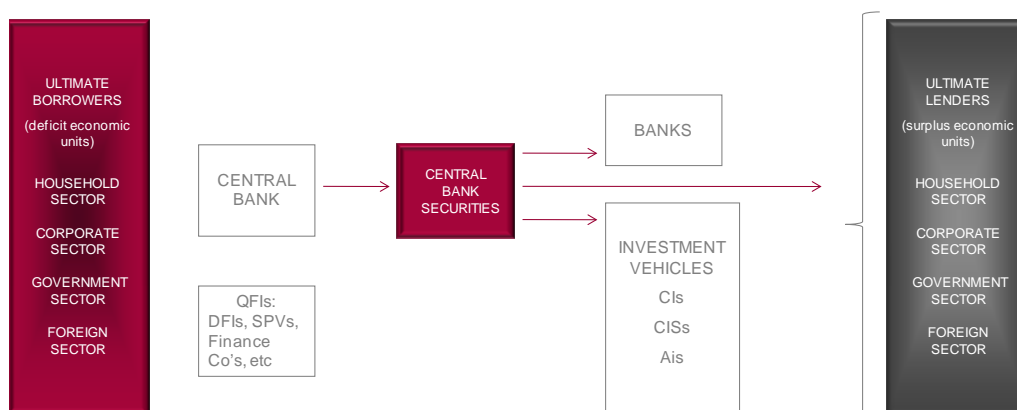 ULTIMATE
BORROWERS
(deficit economic
units)
HOUSEHOLD
SECTOR
CORPORATE
SECTOR
GOVERNMENT
SECTOR
FOREIGN
SECTOR
CENTRAL
BANK
QFIs:
DFIs, SPVs,
Finance
Co's, etc
CENTRAL
BANK
SECURITIES
BANKS
INVESTMENT
VEHICLES
CIs
CISs
Ais
ULTIMATE
LENDERS
(surplus economic
units)
HOUSEHOLD
SECTOR
CORPORATE
SECTOR
GOVERNMENT
SECTOR
FOREIGN
SECTOR